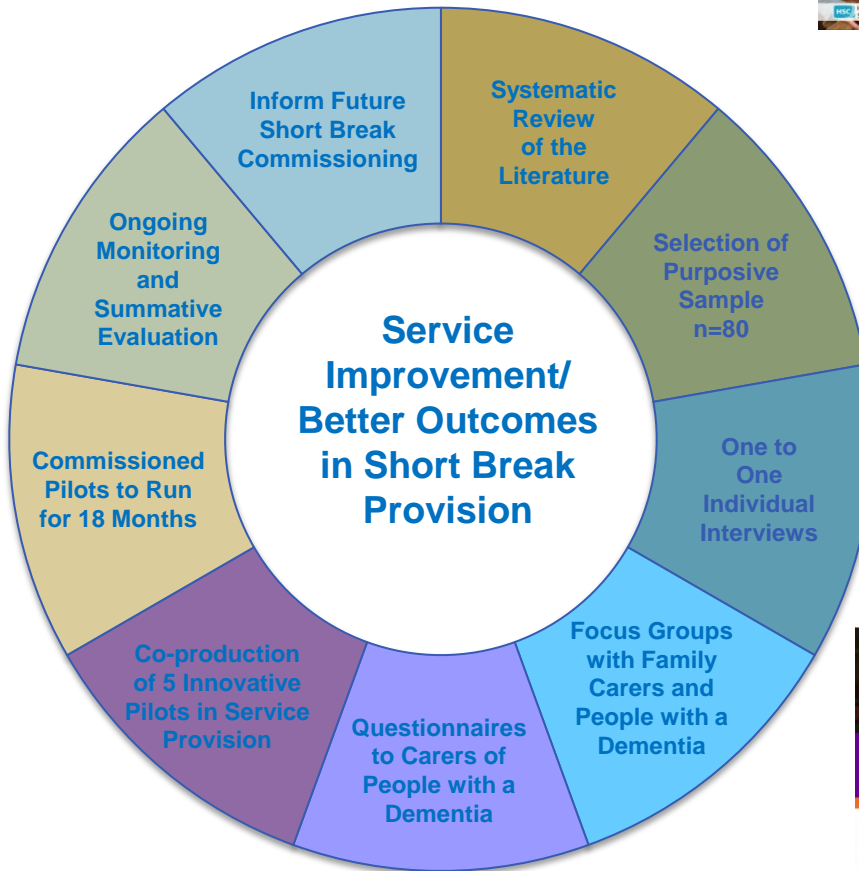 HSC
Systematic
Review
of the
Literature
Selection of
Purposive
Sample
n=80
One to
One
Individual
Interviews
Focus Groups
with Family
Carers and
People with a
Dementia
Questionnaires
to Carers of
People with a
Dementia
Co-production
of 5 Innovative
Pilots in Service
Provision
Commissioned
Pilots to Run
for 18 Months
Ongoing
Monitoring
and
Summative
Evaluation
Inform Future
Short Break
Commissioning
Service
Improvement/
Better Outcomes
in Short Break
Provision